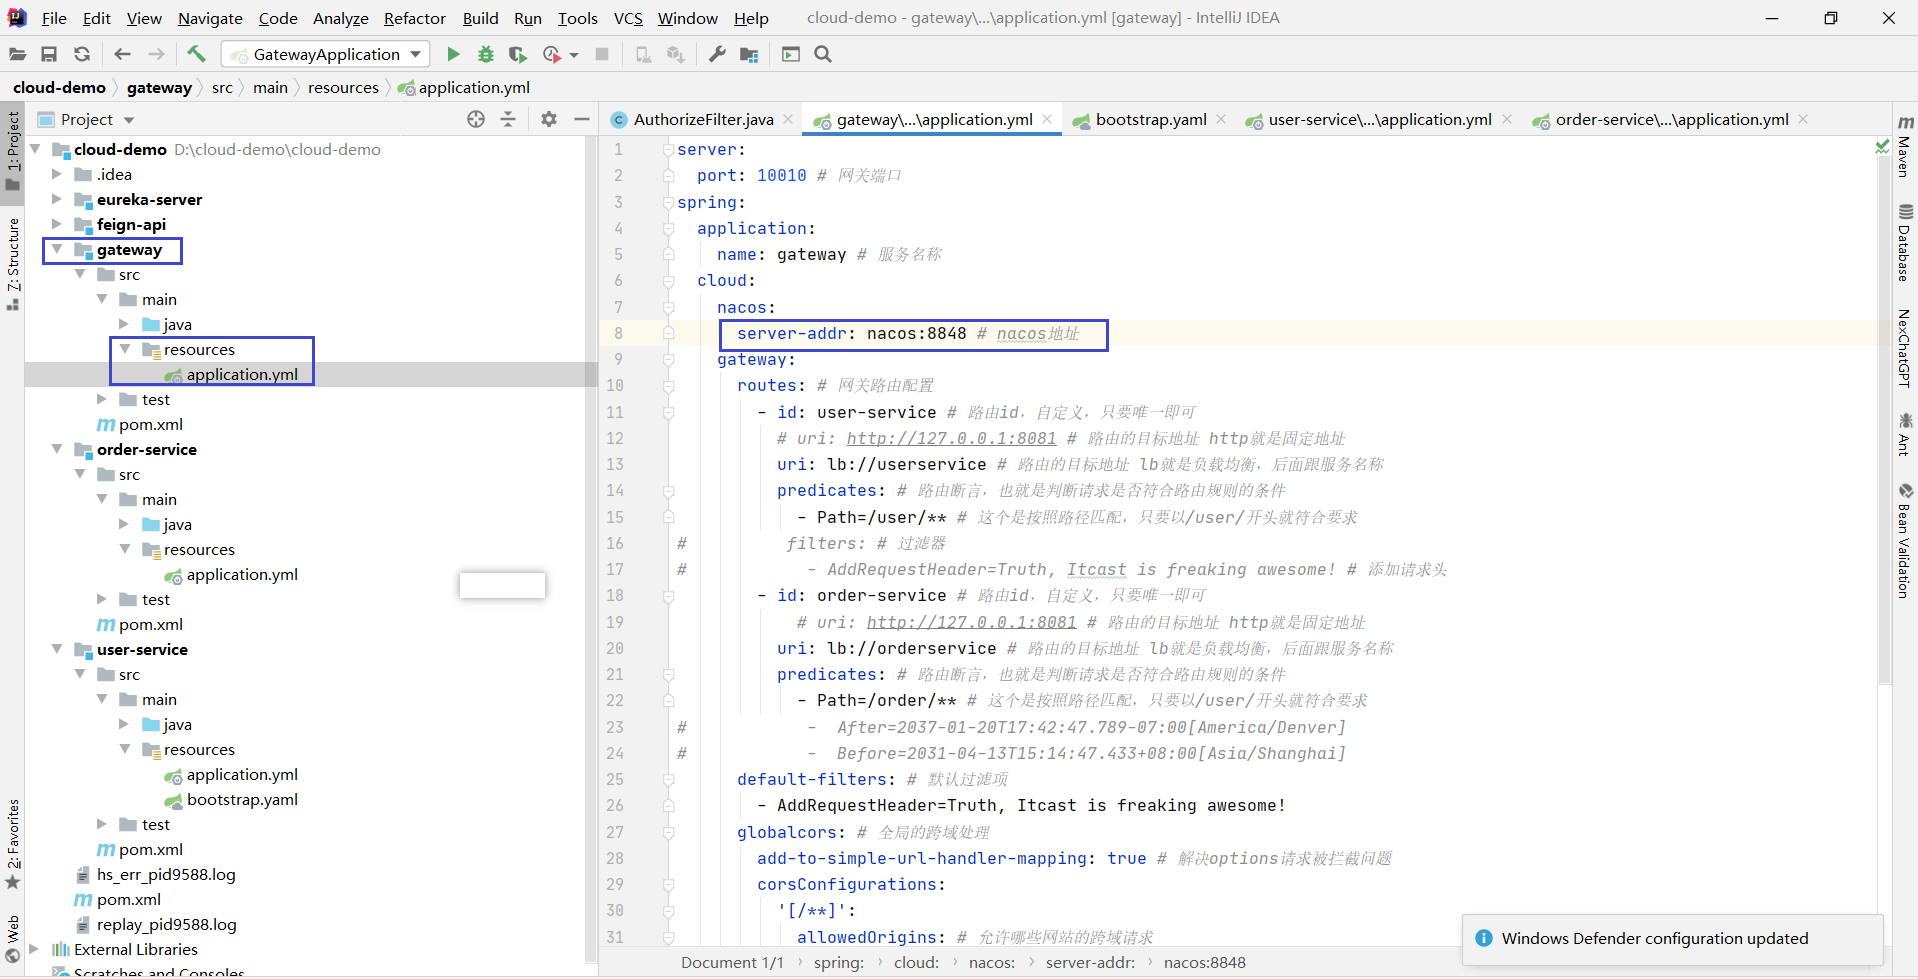 File Edit View Navigate Code Analyze Refactor Build Run Tools VCS Window Help cloud-demo - gateway\...\application.yml [gateway] - IntelliJ IDEA
GatewayApplication
cloud-demo gateway src main resources application.yml
Project
AuthorizeFilter.java gateway\...\application.yml bootstrap.yaml user-service\...\application.yml order-service\...\application.yml
1: Project
7: Structure
2: Favorites
Web
cloud-demo D:\cloud-demo\cloud-demo
.idea
eureka-server
feign-api
gateway
src
main
java
resources
application.yml
test
pom.xml
order-service
src
main
java
resources
application.yml
test
pom.xml
user-service
src
main
java
resources
application.yml
bootstrap.yaml
test
pom.xml
hs_err_pid9588.log
pom.xml
replay_pid9588.log
External Libraries
Scratches and Consoles
1 server:
2 port: 10010 # 网关端口
3 spring:
4 application:
5 name: gateway # 服务名称
6 cloud:
7 nacos:
8 server-addr: nacos:8848 # nacos地址
9 gateway:
10 routes: # 网关路由配置
11 - id: user-service # 路由id，自定义，只要唯一即可
12 # uri: http://127.0.0.1:8081 # 路由的目标地址 http就是固定地址
13 uri: lb://userservice # 路由的目标地址 lb就是负载均衡，后面跟服务名称
14 predicates: # 路由断言，也就是判断请求是否符合路由规则的条件
15 - Path=/user/** # 这个是按照路径匹配，只要以/user/开头就符合要求
16 # filters: # 过滤器
17 # - AddRequestHeader=Truth, Itcast is freaking awesome! # 添加请求头
18 - id: order-service # 路由id，自定义，只要唯一即可
19 # uri: http://127.0.0.1:8081 # 路由的目标地址 http就是固定地址
20 uri: lb://orderservice # 路由的目标地址 lb就是负载均衡，后面跟服务名称
21 predicates: # 路由断言，也就是判断请求是否符合路由规则的条件
22 - Path=/order/** # 这个是按照路径匹配，只要以/user/开头就符合要求
23 # - After=2037-01-20T17:42:47.789-07:00[America/Denver]
24 # - Before=2031-04-13T15:14:47.433+08:00[Asia/Shanghai]
25 default-filters: # 默认过滤项
26 - AddRequestHeader=Truth, Itcast is freaking awesome!
27 globalcors: # 全局的跨域处理
28 add-to-simple-url-handler-mapping: true # 解决options请求被拦截问题
29 corsConfigurations:
30 '[/**]':
31 allowedOrigins: # 允许哪些网站的跨域请求
Document 1/1 spring: cloud: nacos: server-addr: nacos:8848
Maven
Database
NexChatGPT
Ant
Bean Validation
Windows Defender configuration updated